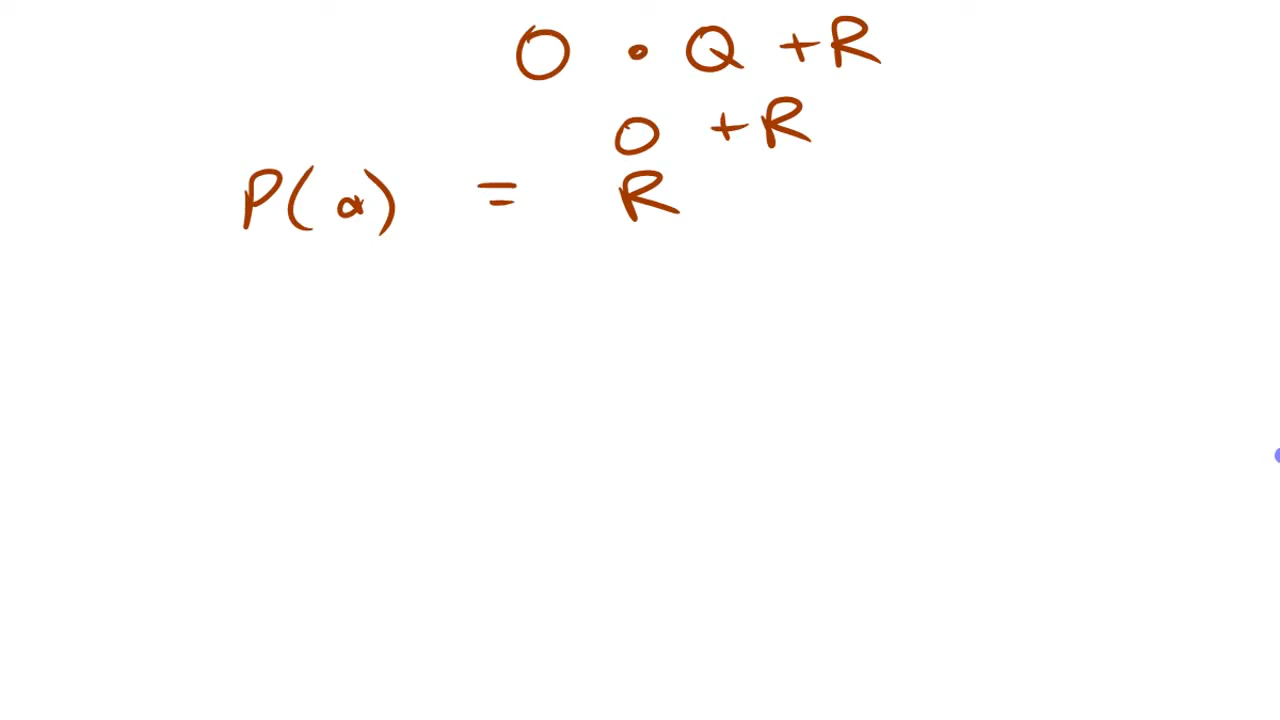 0 • Q + R
0 + R
P(α) = R